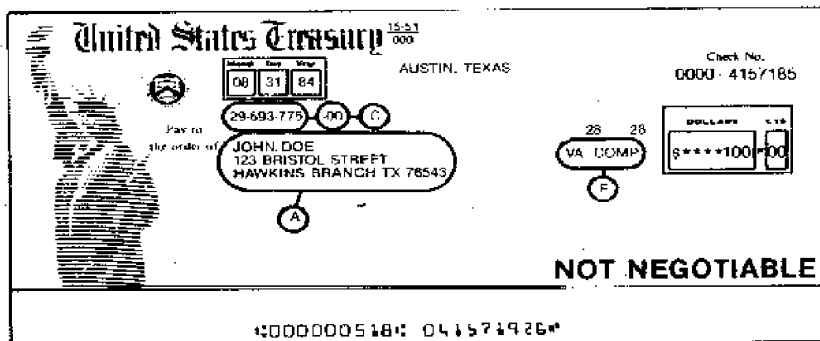 United States Treasury 15-51
000
Month Day Year
08 31 84
AUSTIN, TEXAS
Check No.
0000 - 4157185
29-693-775 -00 C
Pay to
the order of
JOHN DOE
123 BRISTOL STREET
HAWKINS BRANCH TX 76543
28 28
VA COMP
DOLLARS CTS
$****100 00
A
F
NOT NEGOTIABLE
⑆000000518⑆ 041571926⑈